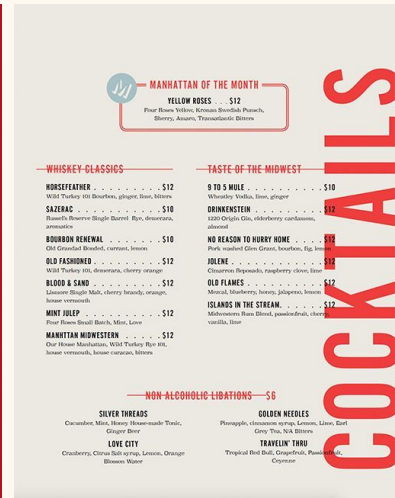 MANHATTAN OF THE MONTH
YELLOW ROSES . . . $12
Four Roses Yellow, Kronan Swedish Punsch,
Sherry, Amaro, Transatlantic Bitters
WHISKEY CLASSICS
HORSEFEATHER . . . . . . . . . $12
Wild Turkey 101 Bourbon, ginger, lime, bitters
SAZERAC . . . . . . . . . . . $10
Russel's Reserve Single Barrel Rye, demerara,
aromatics
BOURBON RENEWAL . . . . . . . $10
Old Grandad Bonded, currant, lemon
OLD FASHIONED . . . . . . . . $12
Wild Turkey 101, demerara, cherry orange
BLOOD & SAND . . . . . . . . . $12
Lismore Single Malt, cherry brandy, orange,
house vermouth
MINT JULEP . . . . . . . . . . $12
Four Roses Small Batch, Mint, Love
MANHTTAN MIDWESTERN . . . . . $12
Our House Manhattan, Wild Turkey Rye 101,
house vermouth, house curacao, bitters
TASTE OF THE MIDWEST
9 TO 5 MULE . . . . . . . . . $10
Wheatley Vodka, lime, ginger
DRINKENSTEIN . . . . . . . . . $12
1220 Origin Gin, elderberry cardamom,
almond
NO REASON TO HURRY HOME . . . $12
Pork washed Glen Grant, bourbon, fig, lemon
JOLENE . . . . . . . . . . . . $12
Cimarron Reposado, raspberry clove, lime
OLD FLAMES . . . . . . . . . . $12
Mezcal, blueberry, honey, jalapeno, lemon
ISLANDS IN THE STREAM. . . . . $12
Midwestern Rum Blend, passionfruit, cherry,
vanilla, lime
COCKTAILS
NON ALCOHOLIC LIBATIONS $6
SILVER THREADS
Cucumber, Mint, Honey House-made Tonic,
Ginger Beer
LOVE CITY
Cranberry, Citrus Salt syrup, Lemon, Orange
Blossom Water
GOLDEN NEEDLES
Pineapple, cinnamon syrup, Lemon, Lime, Earl
Grey Tea, N/A Bitters
TRAVELIN' THRU
Tropical Red Bull, Grapefruit, Passionfruit,
Ceyenne